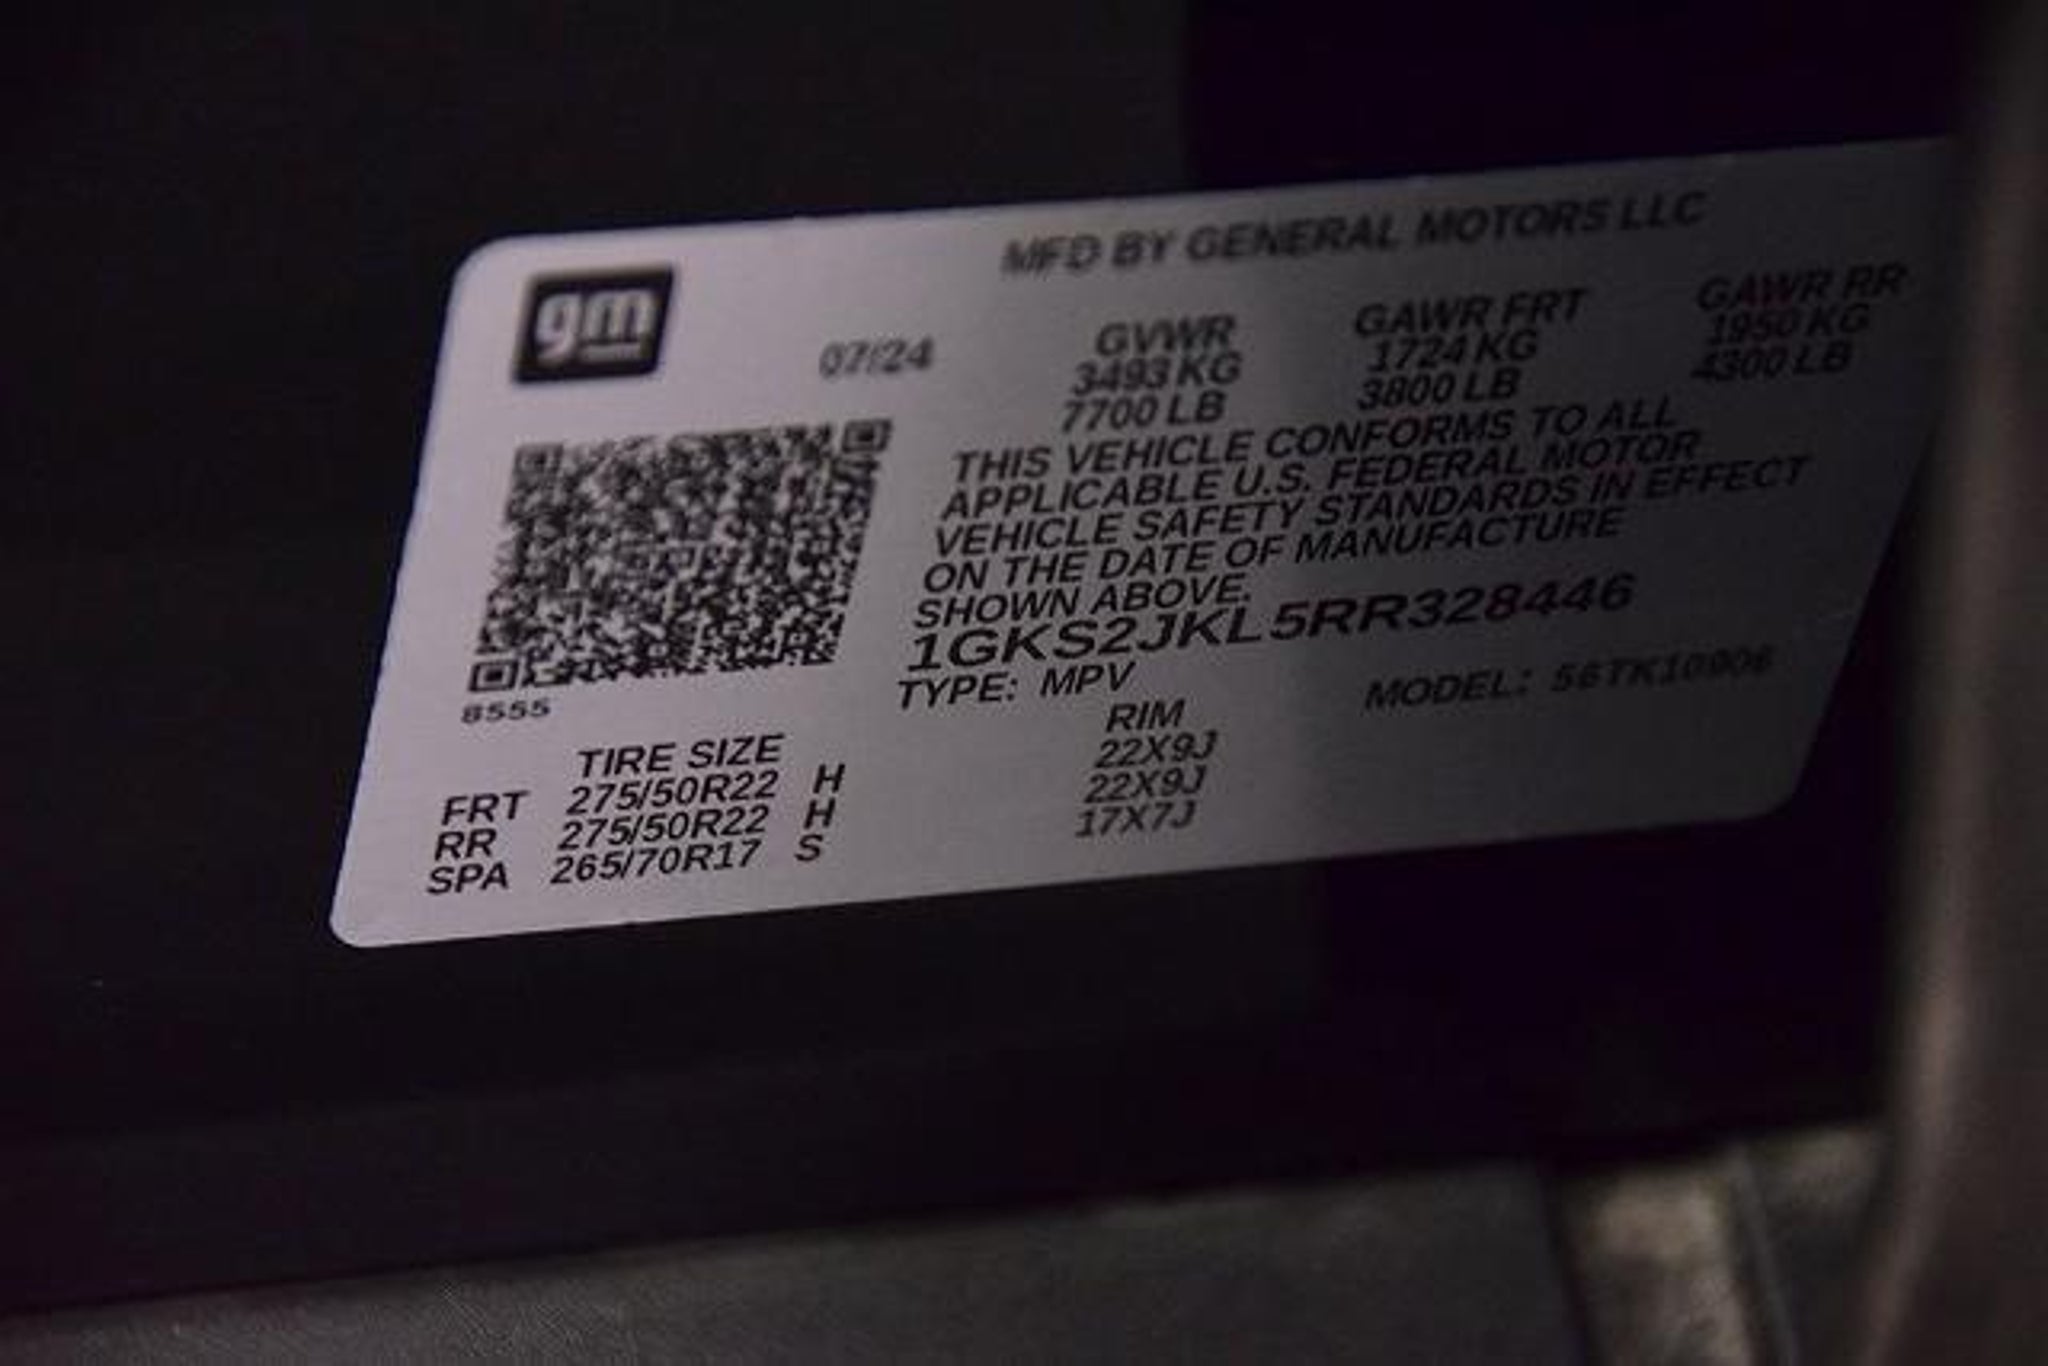 gm
MFD BY GENERAL MOTORS LLC
07/24 GVWR GAWR FRT GAWR RR
3493 KG 1724 KG 1950 KG
7700 LB 3800 LB 4300 LB
THIS VEHICLE CONFORMS TO ALL
APPLICABLE U.S. FEDERAL MOTOR
VEHICLE SAFETY STANDARDS IN EFFECT
ON THE DATE OF MANUFACTURE
SHOWN ABOVE.
1GKS2JKL5RR328446
TYPE: MPV MODEL: 56TK10906
8555
TIRE SIZE RIM
FRT 275/50R22 H 22X9J
RR 275/50R22 H 22X9J
SPA 265/70R17 S 17X7J